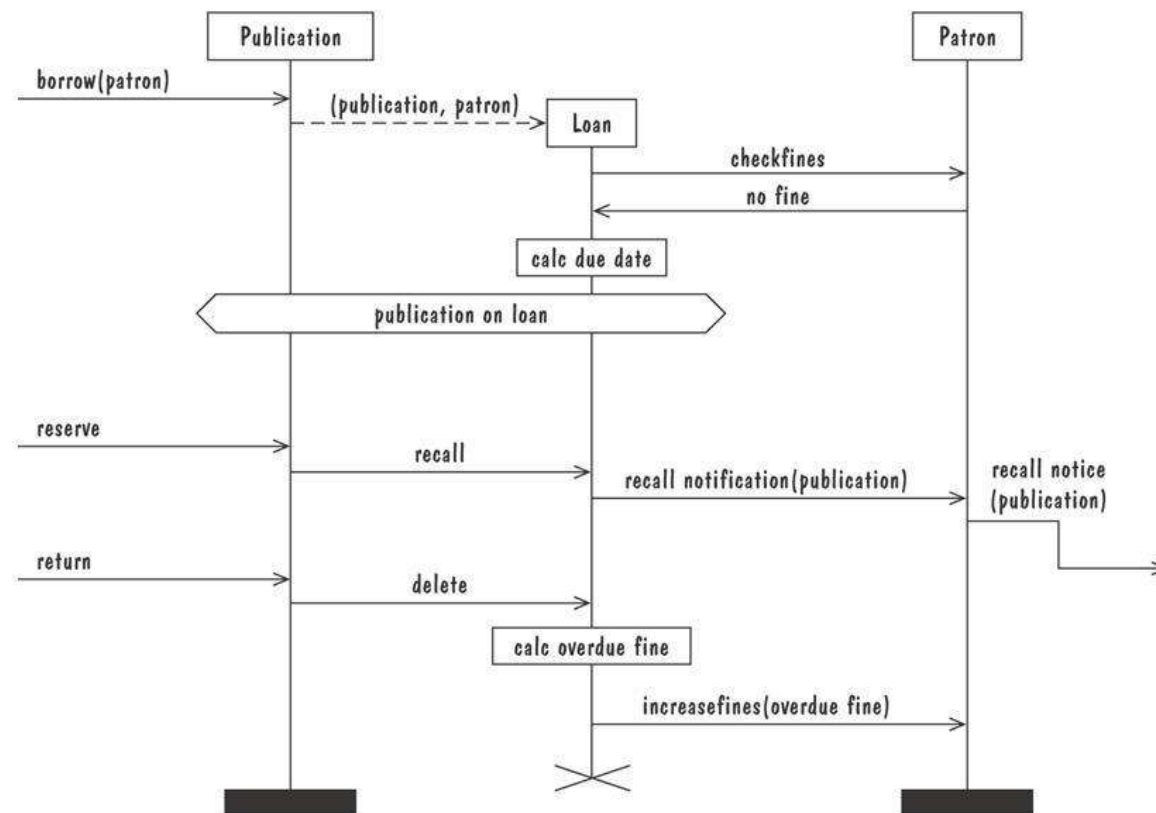 Publication
Patron
borrow(patron)
(publication, patron)
Loan
checkfines
no fine
calc due date
publication on loan
reserve
recall
recall notification(publication)
recall notice
(publication)
return
delete
calc overdue fine
increasefines(overdue fine)